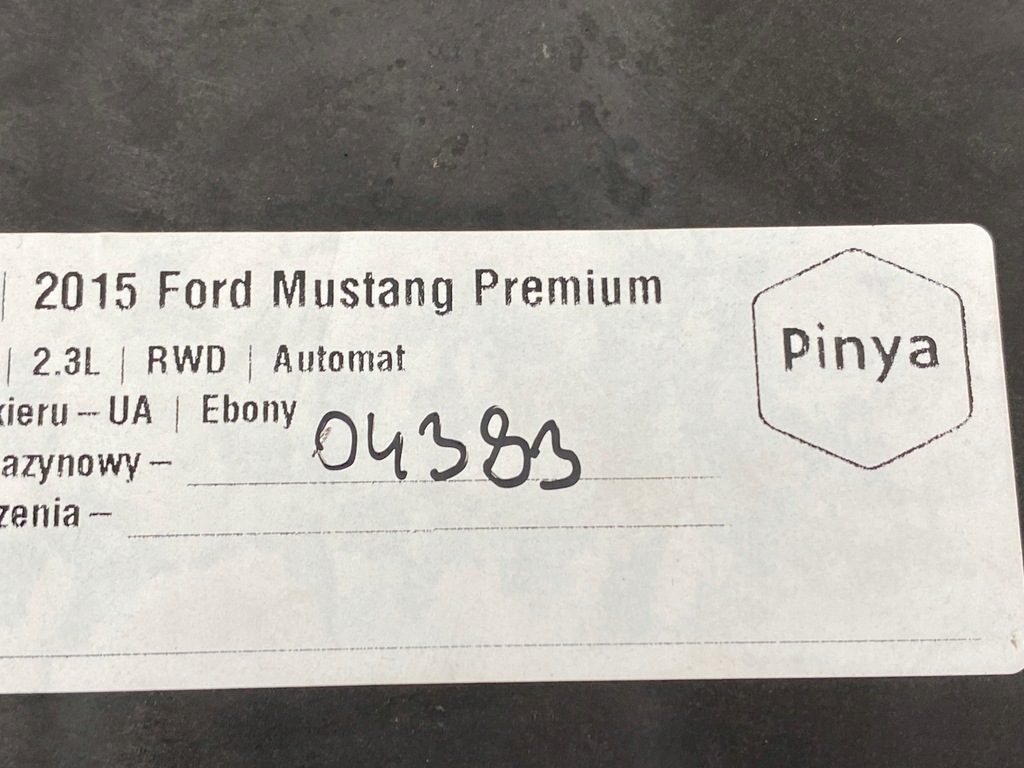 | 2015 Ford Mustang Premium
| 2.3L | RWD | Automat
kieru – UA | Ebony
azynowy – 04383
zenia –
Pinya